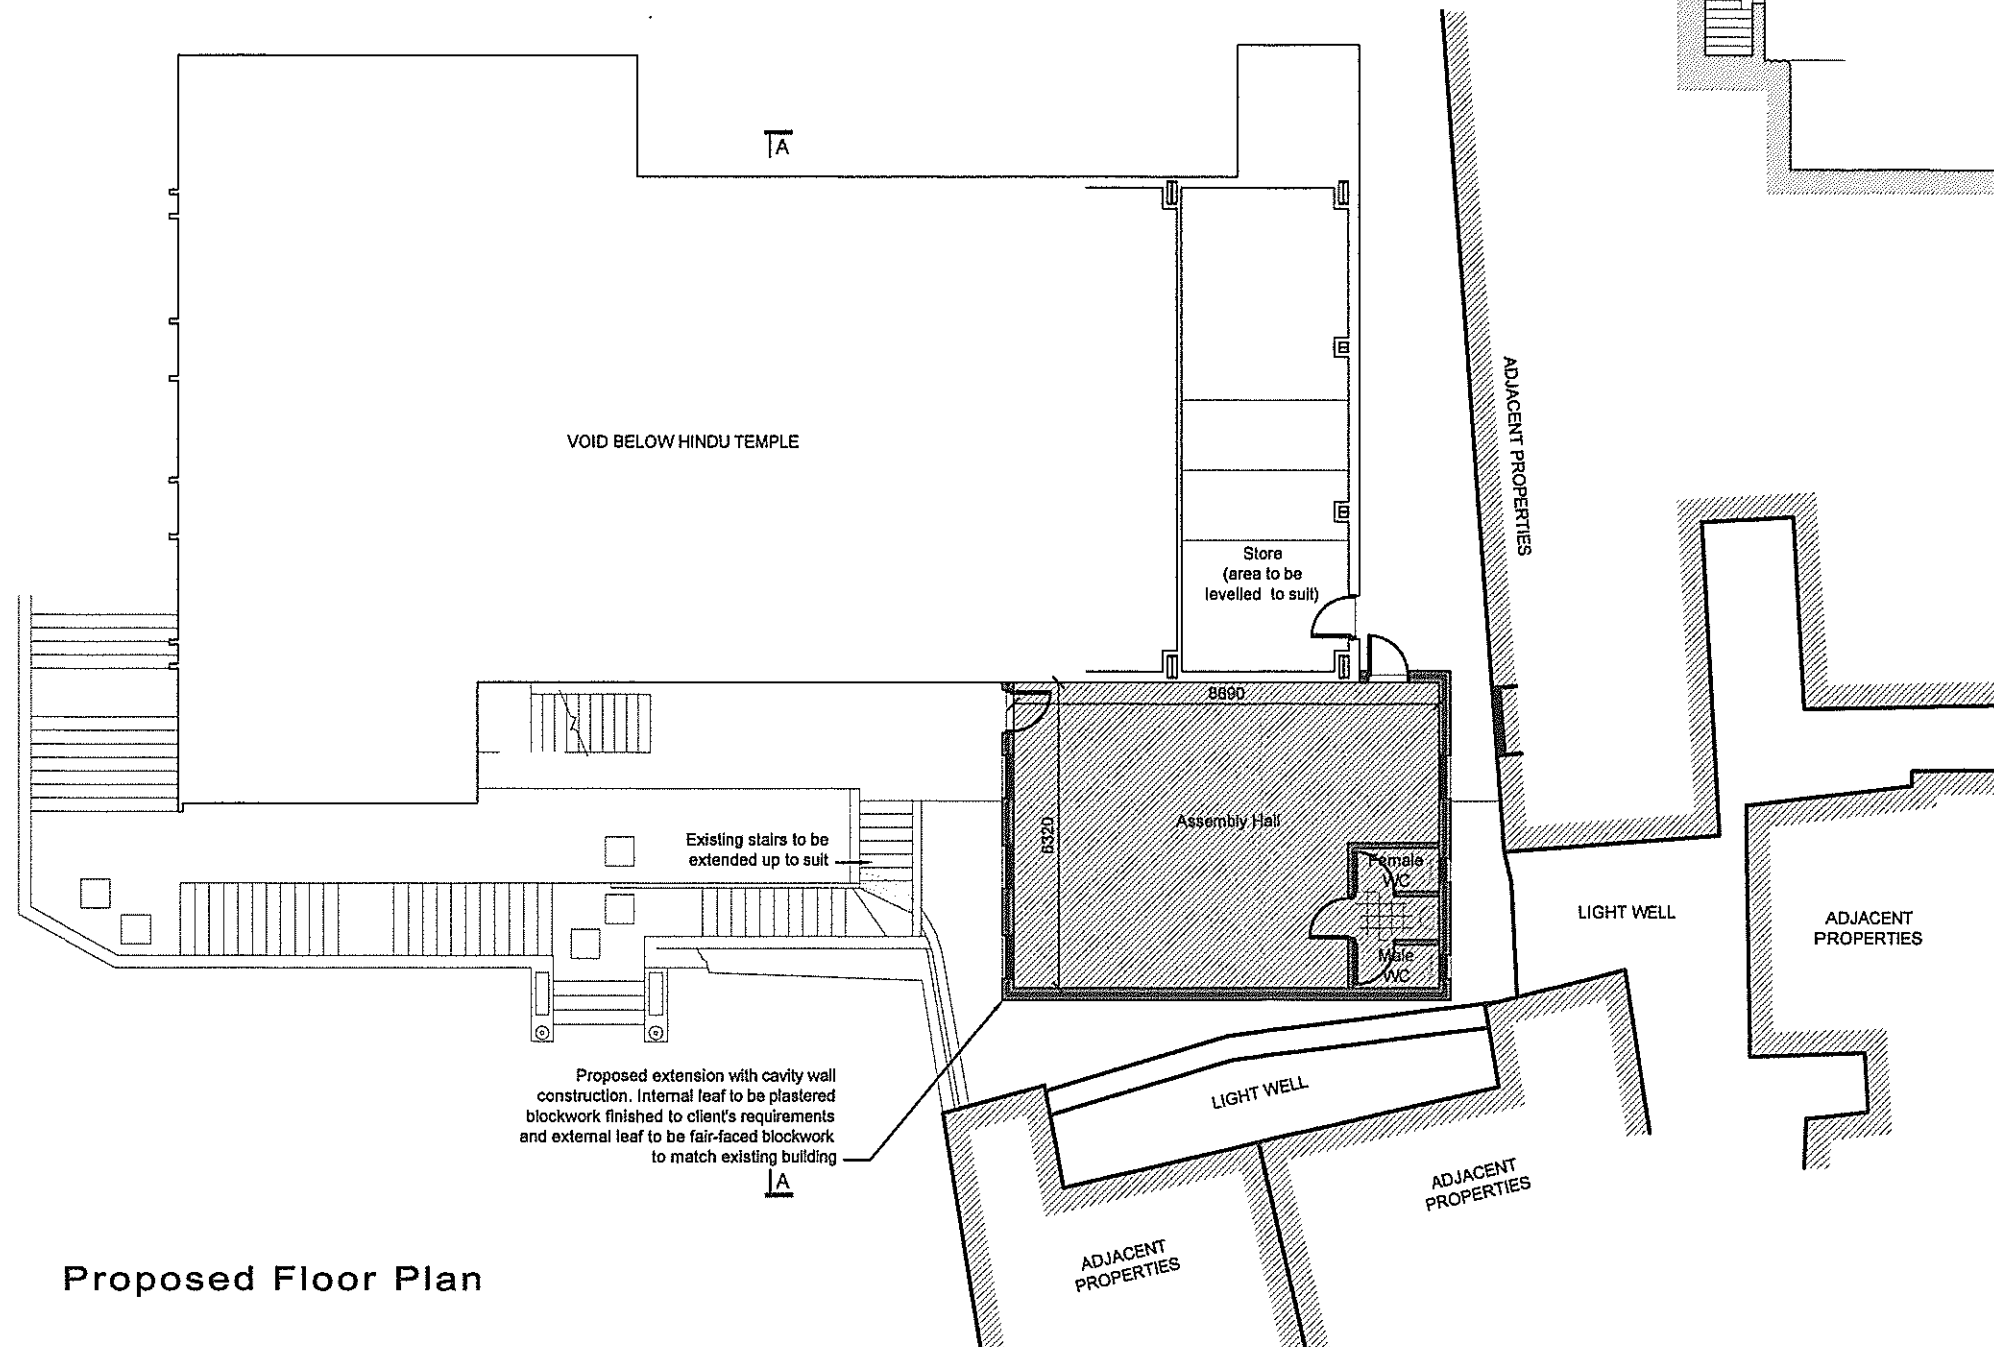 A
VOID BELOW HINDU TEMPLE
ADJACENT PROPERTIES
Store
(area to be
levelled to suit)
8690
6320
Assembly Hall
Existing stairs to be
extended up to suit
Female
WC
Male
WC
LIGHT WELL
ADJACENT
PROPERTIES
Proposed extension with cavity wall
construction. Internal leaf to be plastered
blockwork finished to client's requirements
and external leaf to be fair-faced blockwork
to match existing building
A
LIGHT WELL
ADJACENT
PROPERTIES
ADJACENT
PROPERTIES
Proposed Floor Plan